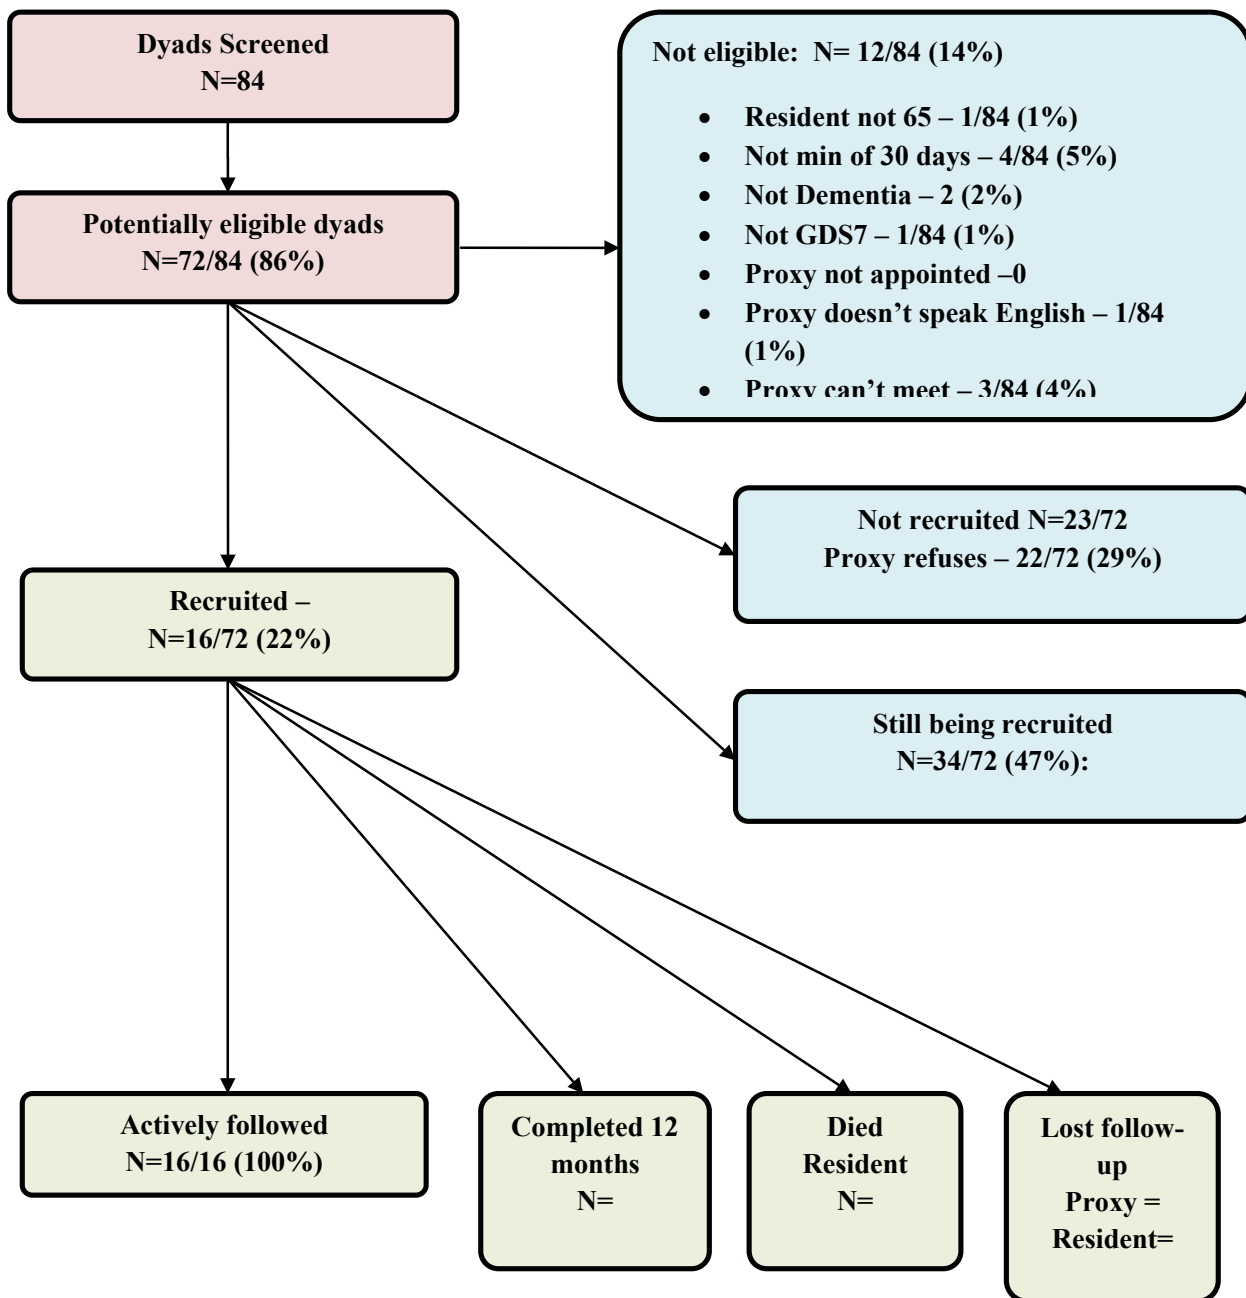 Dyads Screened
N=84
Not eligible:  N= 12/84 (14%)
• Resident not 65 – 1/84 (1%)
• Not min of 30 days – 4/84 (5%)
• Not Dementia – 2 (2%)
• Not GDS7 – 1/84 (1%)
• Proxy not appointed –0
• Proxy doesn’t speak English – 1/84
(1%)
• Proxy can’t meet – 3/84 (4%)
Potentially eligible dyads
N=72/84 (86%)
Not recruited N=23/72
Proxy refuses – 22/72 (29%)
Recruited –
N=16/72 (22%)
Still being recruited
N=34/72 (47%):
Actively followed
N=16/16 (100%)
Completed 12
months
N=
Died
Resident
N=
Lost follow-
up
Proxy =
Resident=